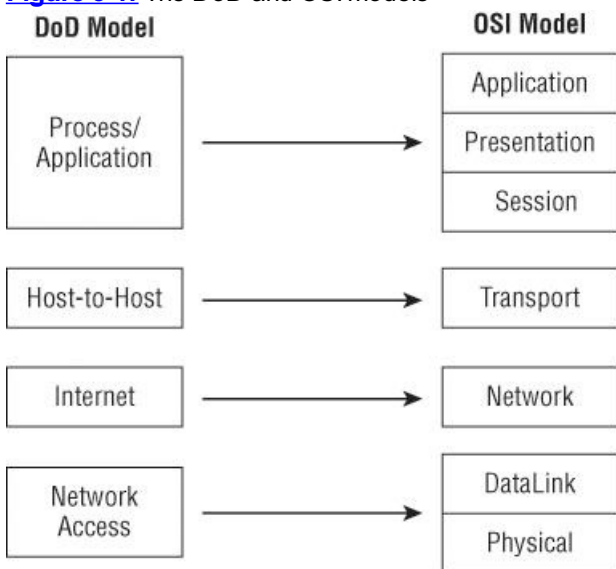 Figure The DoD and OSI models
DoD Model
OSI Model
Process/
Application
Application
Presentation
Session
Host-to-Host
Transport
Internet
Network
Network
Access
DataLink
Physical